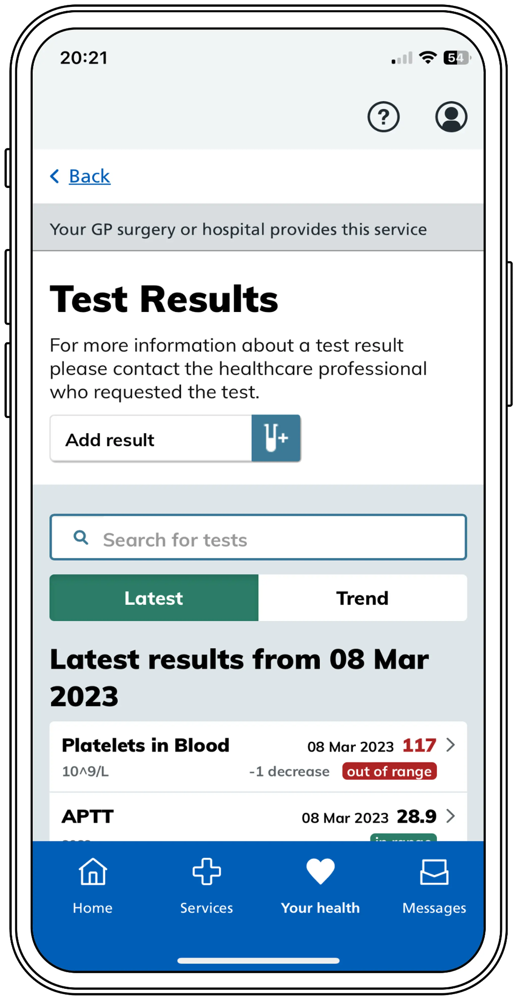 20:21
54
?
Back
Your GP surgery or hospital provides this service
Test Results
For more information about a test result
please contact the healthcare professional
who requested the test.
Add result
Search for tests
Latest Trend
Latest results from 08 Mar
2023
Platelets in Blood 08 Mar 2023 117
10^9/L -1 decrease out of range
APTT 08 Mar 2023 28.9
in range
Home Services Your health Messages